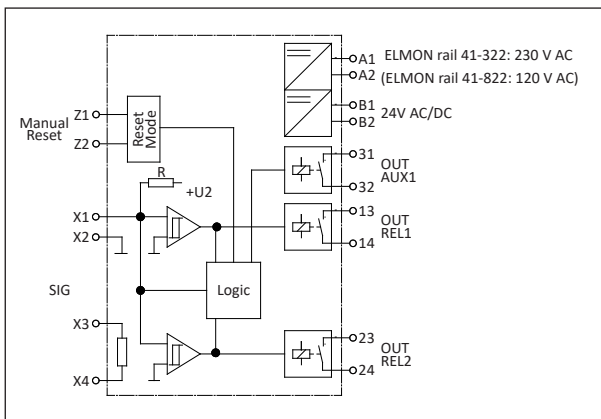 A1 ELMON rail 41-322: 230 V AC
A2 (ELMON rail 41-822: 120 V AC)
B1
24V AC/DC
B2
Z1
Manual
Reset
Z2
Reset
Mode
31
OUT
AUX1
32
R
+U2
X1
X2
13
OUT
REL1
14
SIG
Logic
X3
X4
23
OUT
REL2
24